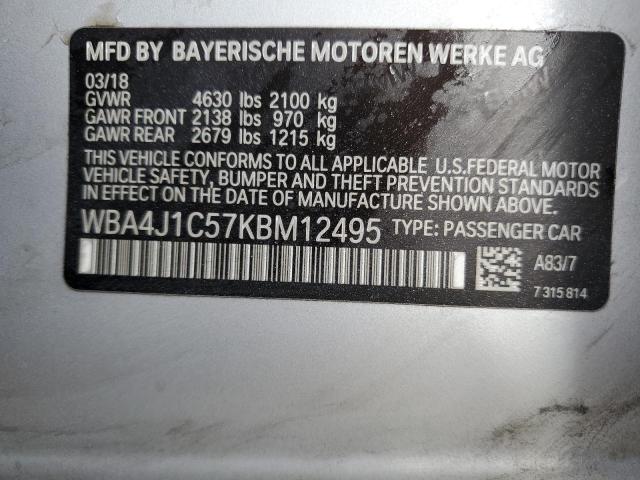 MFD BY BAYERISCHE MOTOREN WERKE AG
03/18
GVWR 4630 lbs 2100 kg
GAWR FRONT 2138 lbs 970 kg
GAWR REAR 2679 lbs 1215 kg
THIS VEHICLE CONFORMS TO ALL APPLICABLE U.S.FEDERAL MOTOR
VEHICLE SAFETY, BUMPER AND THEFT PREVENTION STANDARDS
IN EFFECT ON THE DATE OF MANUFACTURE SHOWN ABOVE.
WBA4J1C57KBM12495 TYPE: PASSENGER CAR
A83/7
7 315 814